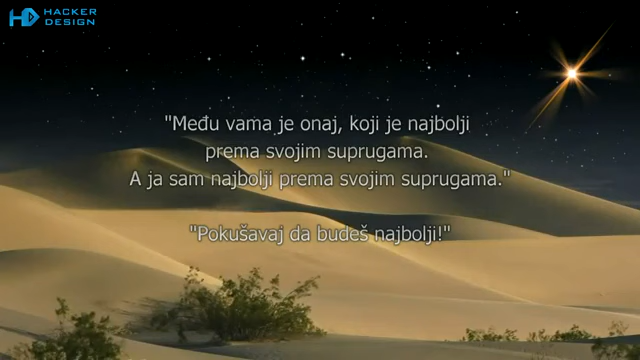 HACKER
DESIGN
"Među vama je onaj, koji je najbolji
prema svojim suprugama.
A ja sam najbolji prema svojim suprugama."
"Pokušavaj da budeš najbolji!"